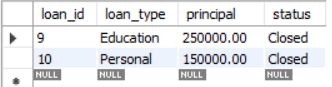 loan_id loan_type principal status
9 Education 250000.00 Closed
10 Personal 150000.00 Closed
NULL NULL NULL NULL